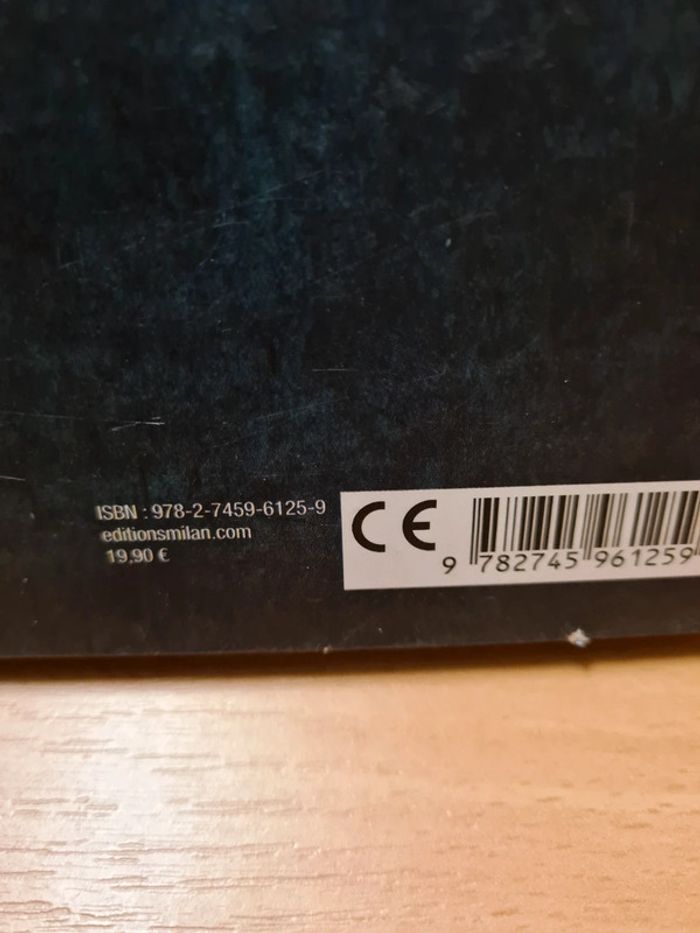 ISBN : 978-2-7459-6125-9
editionsmilan.com
19,90 €
CE
9 782745 961259